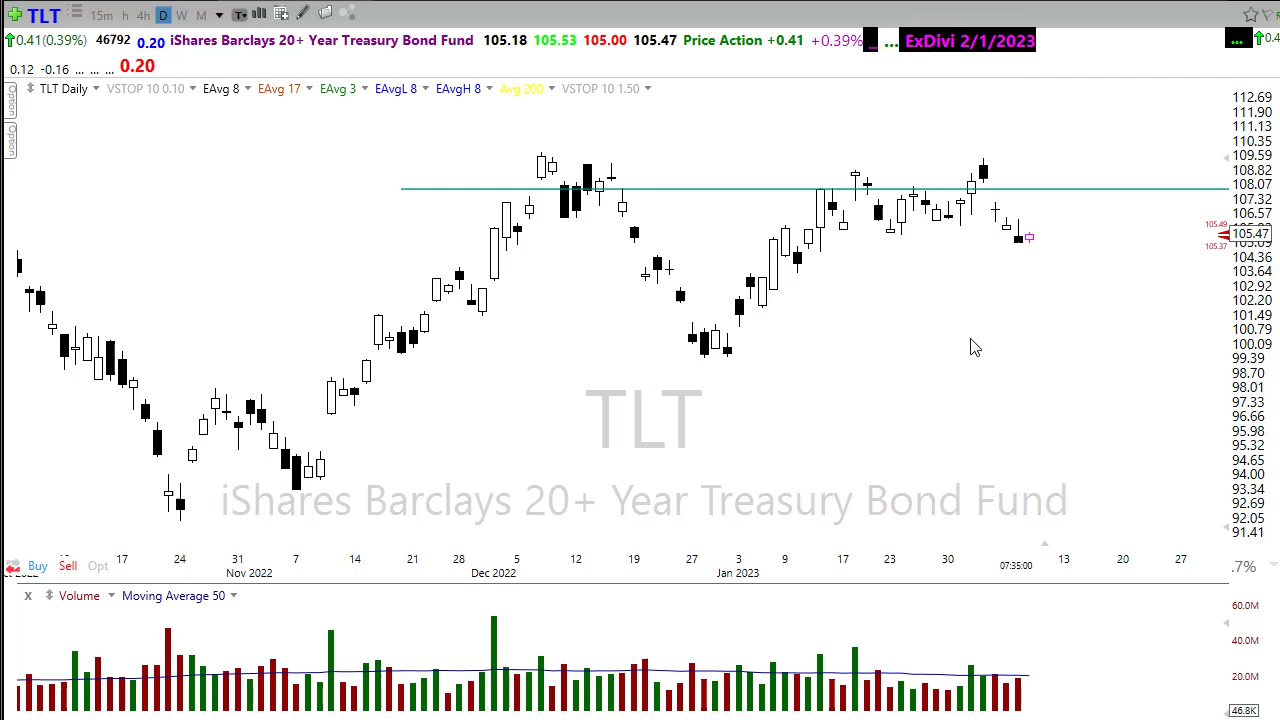 TLT 15m h 4h D W M T
0.41(0.39%) 46792 0.20 iShares Barclays 20+ Year Treasury Bond Fund 105.18 105.53 105.00 105.47 Price Action +0.41 +0.39% ... ... ExDivi 2/1/2023 ...
0.12 -0.16 ... ... ... 0.20
Option
Option
TLT Daily VSTOP 10 0.10 EAvg 8 EAvg 17 EAvg 3 EAvgL 8 EAvgH 8 Avg 200 VSTOP 10 1.50
112.69
111.90
111.13
110.35
109.59
108.82
108.07
107.32
106.57
105.49
105.47
105.37
104.36
103.64
102.92
102.20
101.49
100.79
100.09
99.39
98.70
98.01
97.33
96.66
95.98
95.32
94.65
94.00
93.34
92.69
92.05
91.41
TLT
iShares Barclays 20+ Year Treasury Bond Fund
17 24 31 7 14 21 28 5 12 19 27 3 9 17 23 30 07:35:00 13 20 27
Buy Sell Opt .7%
Nov 2022 Dec 2022 Jan 2023
X Volume Moving Average 50
60.0M
40.0M
20.0M
46.8K